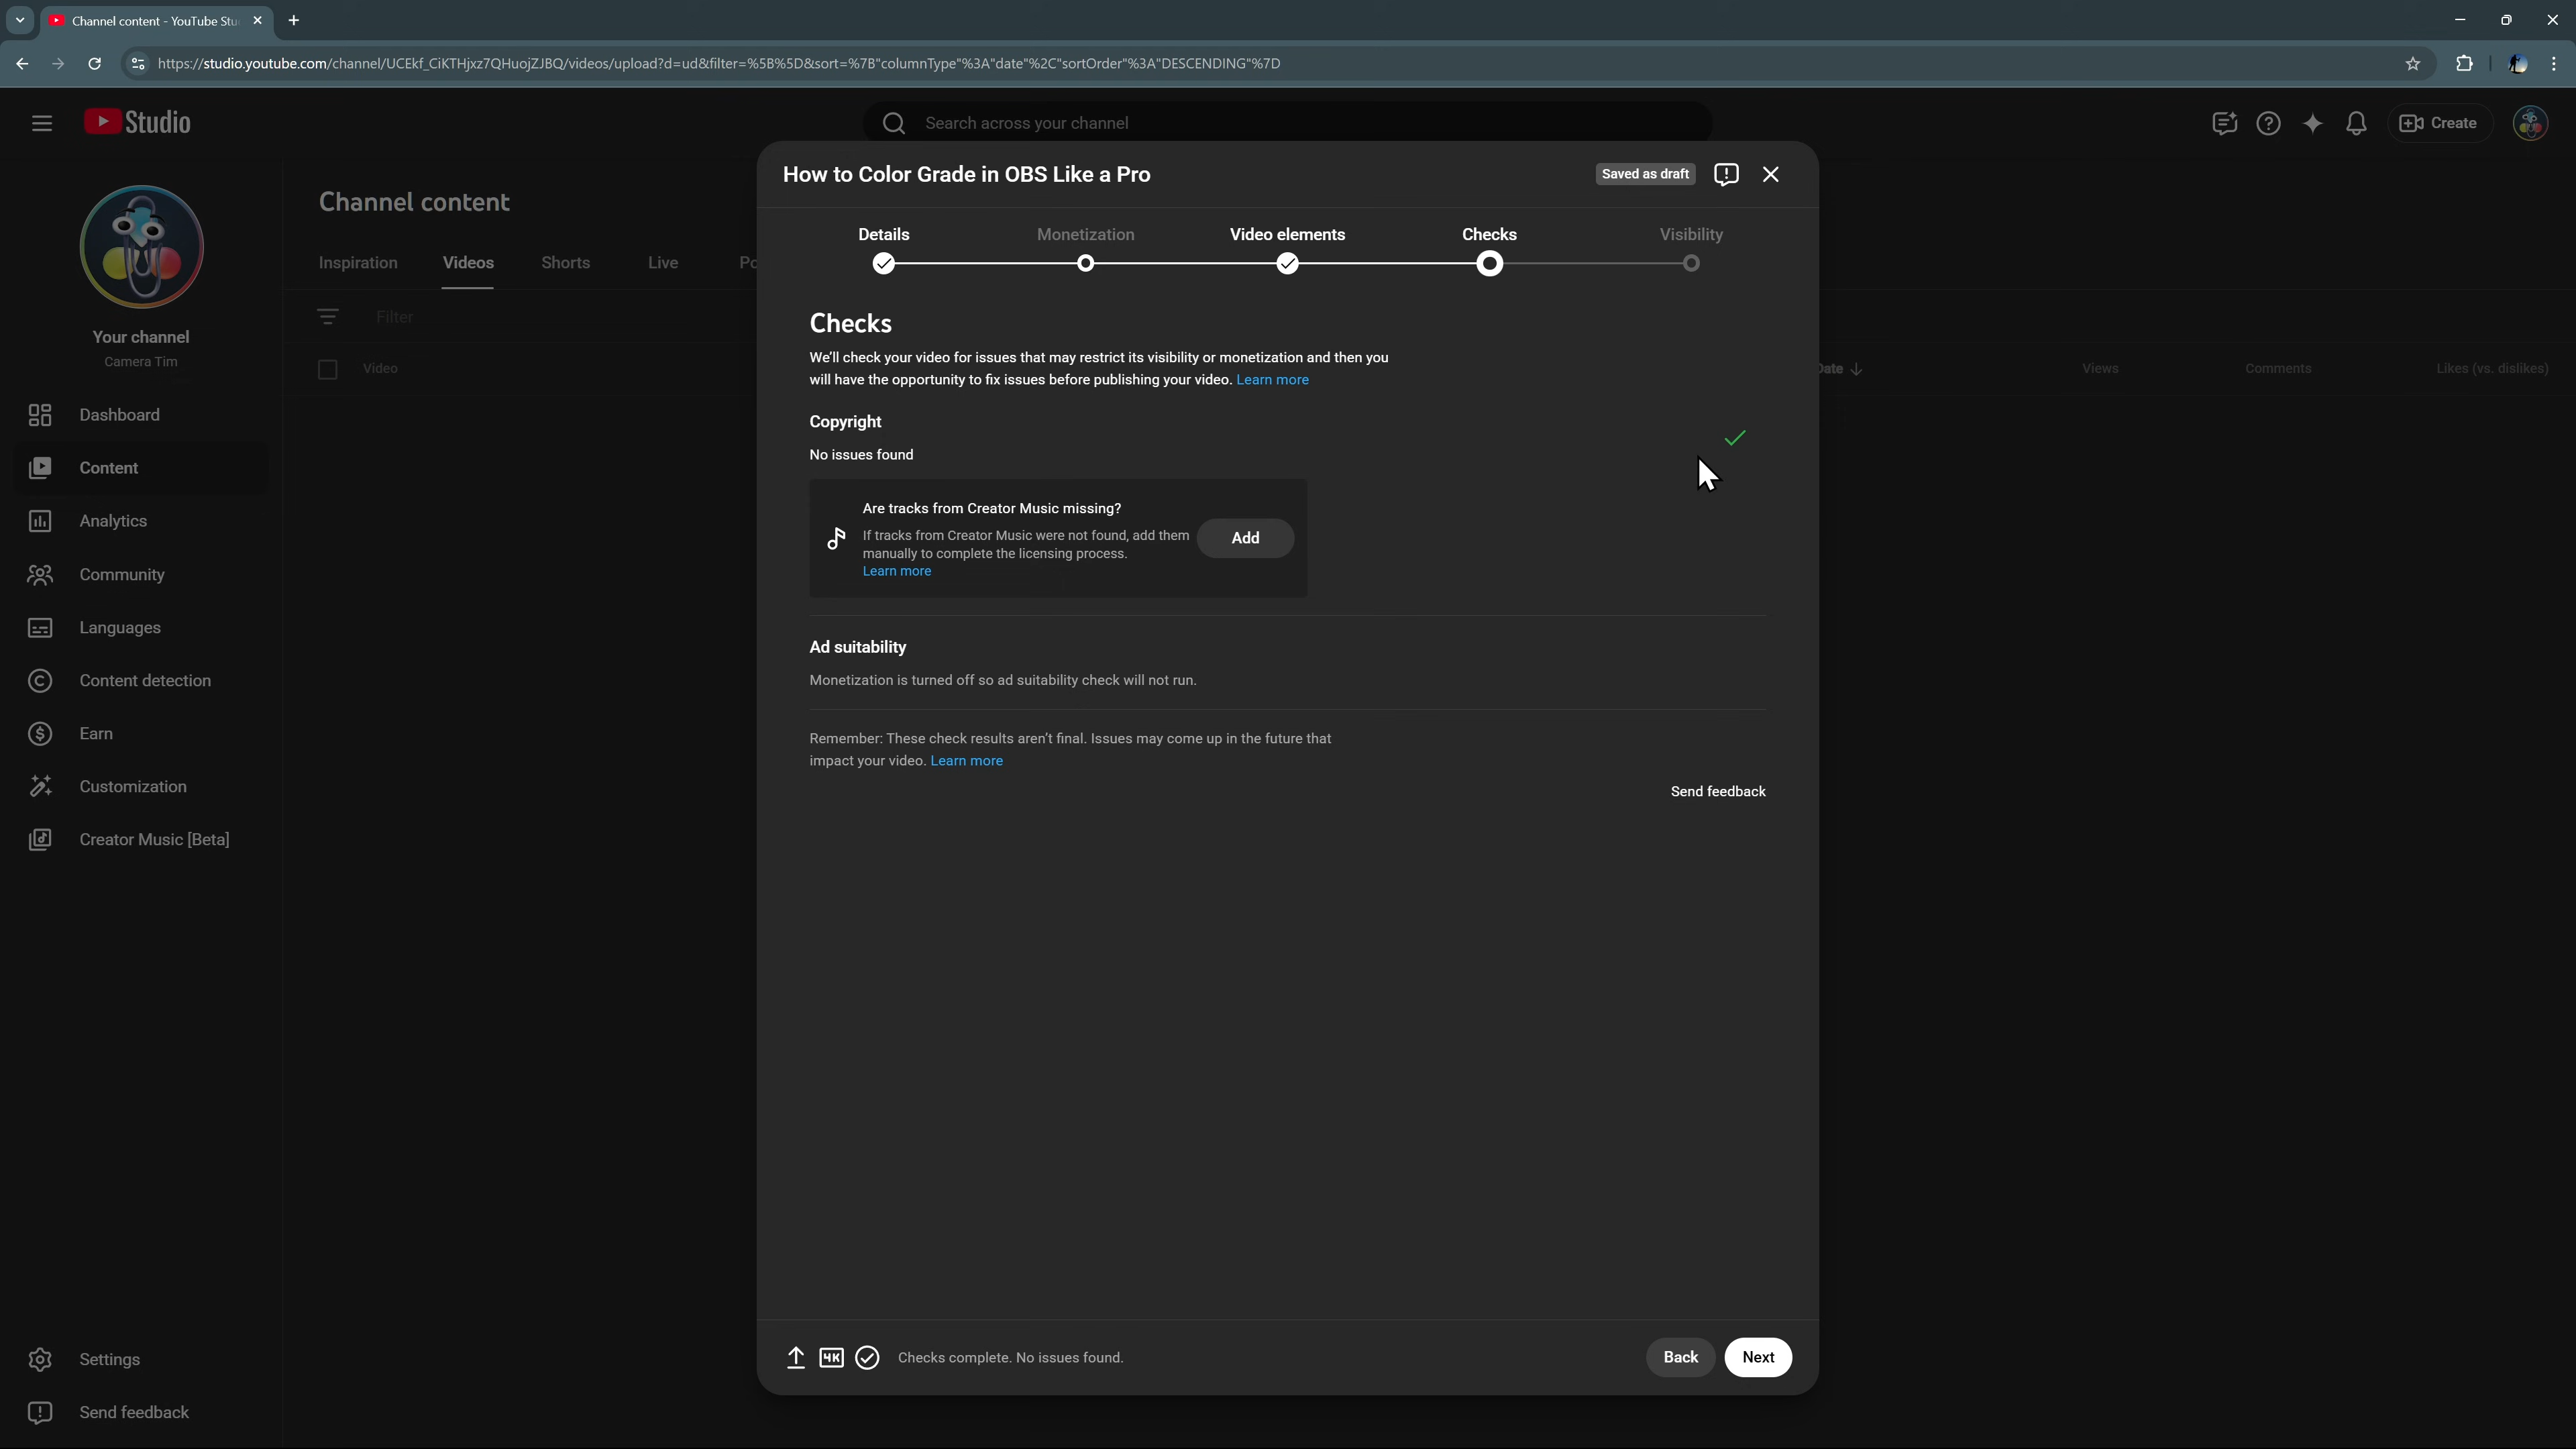 Channel content - YouTube Stu
https://studio.youtube.com/channel/UCEkf_CiKTHjxz7QHuojZJBQ/videos/upload?d=ud&filter=%5B%5D&sort=%7B"columnType"%3A"date"%2C"sortOrder"%3A"DESCENDING"%7D
Studio
Search across your channel
Create
Your channel
Camera Tim
Dashboard
Content
Analytics
Community
Languages
Content detection
Earn
Customization
Creator Music [Beta]
Settings
Send feedback
Channel content
Inspiration
Videos
Shorts
Live
Po
Filter
Video
Date
Views
Comments
Likes (vs. dislikes)
How to Color Grade in OBS Like a Pro
Saved as draft
Details
Monetization
Video elements
Checks
Visibility
Checks
We'll check your video for issues that may restrict its visibility or monetization and then you
will have the opportunity to fix issues before publishing your video. Learn more
Copyright
No issues found
Are tracks from Creator Music missing?
If tracks from Creator Music were not found, add them
manually to complete the licensing process.
Learn more
Add
Ad suitability
Monetization is turned off so ad suitability check will not run.
Remember: These check results aren't final. Issues may come up in the future that
impact your video. Learn more
Send feedback
4K
Checks complete. No issues found.
Back
Next